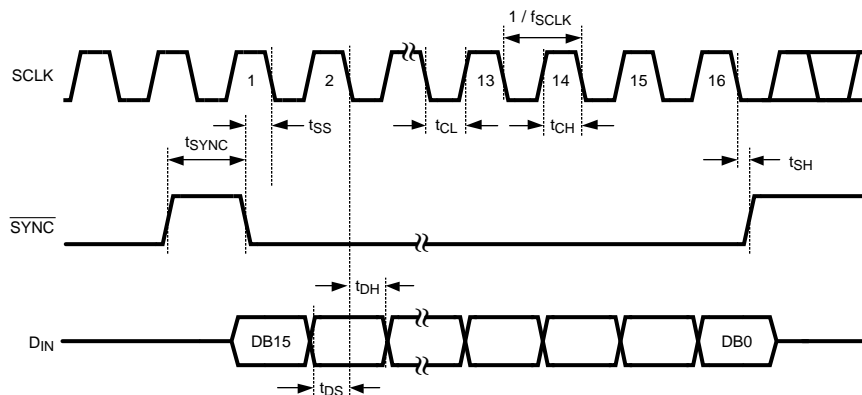 1 / fSCLK
SCLK
1
2
13
14
15
16
tSS
tCL
tCH
tSYNC
tSH
SYNC
tDH
DIN
DB15
DB0
tDS